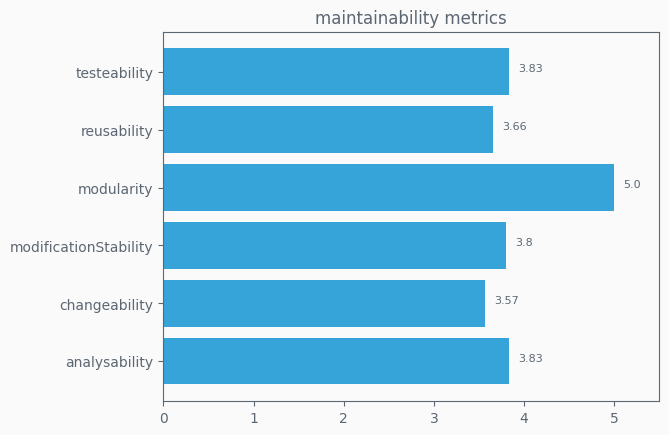 maintainability metrics
testeability
3.83
reusability
3.66
modularity
5.0
modificationStability
3.8
changeability
3.57
analysability
3.83
0 1 2 3 4 5